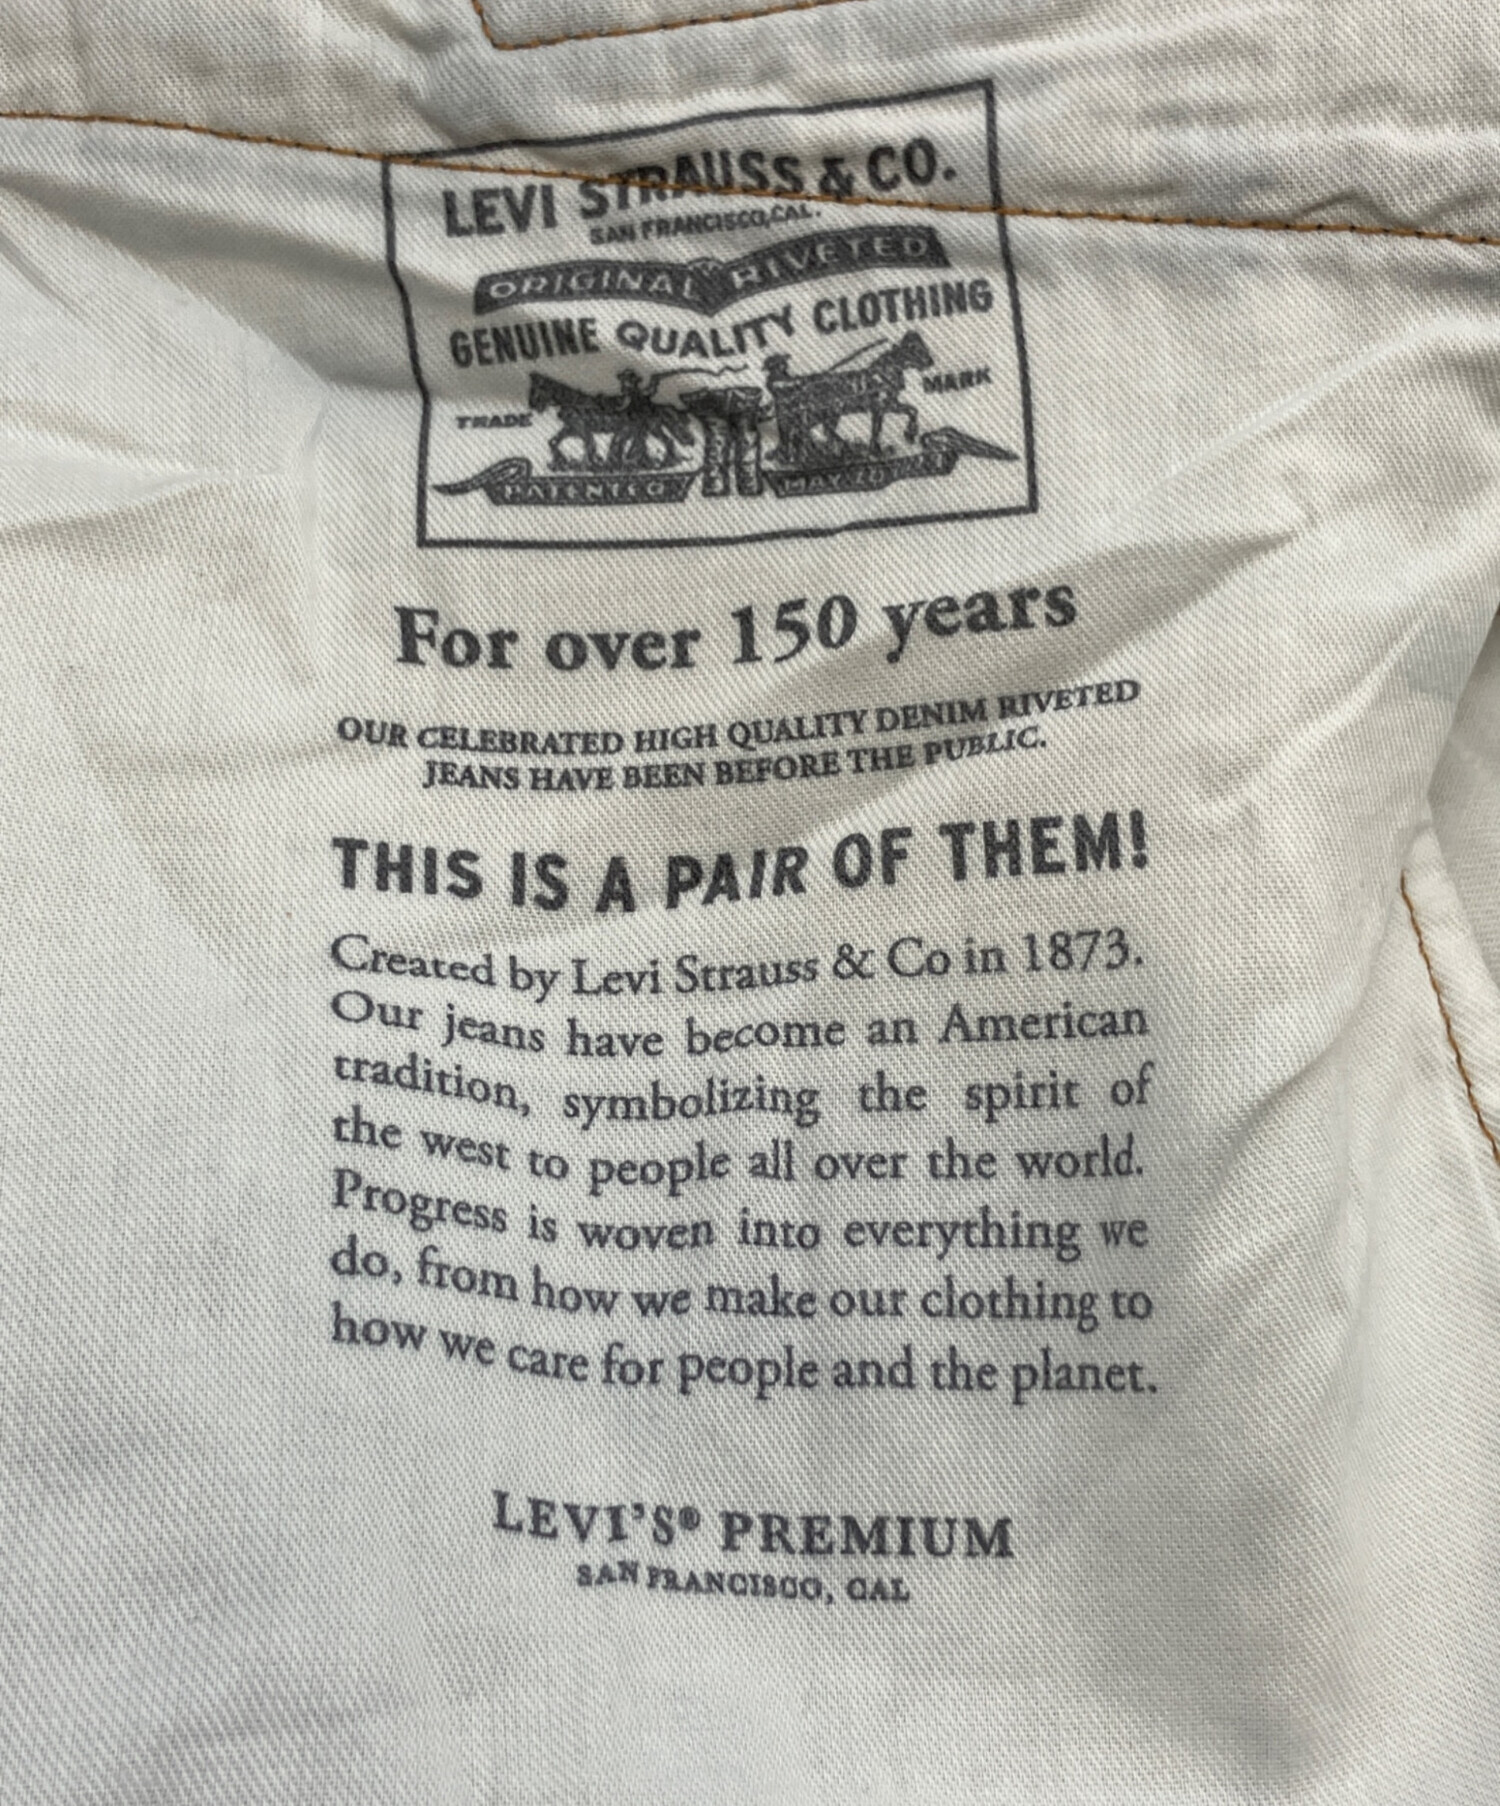 LEVI STRAUSS & CO.
SAN FRANCISCO, CAL.
ORIGINAL RIVETED
GENUINE QUALITY CLOTHING
TRADE MARK
PATENTED MAY 20
For over 150 years
OUR CELEBRATED HIGH QUALITY DENIM RIVETED
JEANS HAVE BEEN BEFORE THE PUBLIC.
THIS IS A PAIR OF THEM!
Created by Levi Strauss & Co in 1873.
Our jeans have become an American
tradition, symbolizing the spirit of
the west to people all over the world.
Progress is woven into everything we
do, from how we make our clothing to
how we care for people and the planet.
LEVI'S® PREMIUM
SAN FRANCISCO, CAL